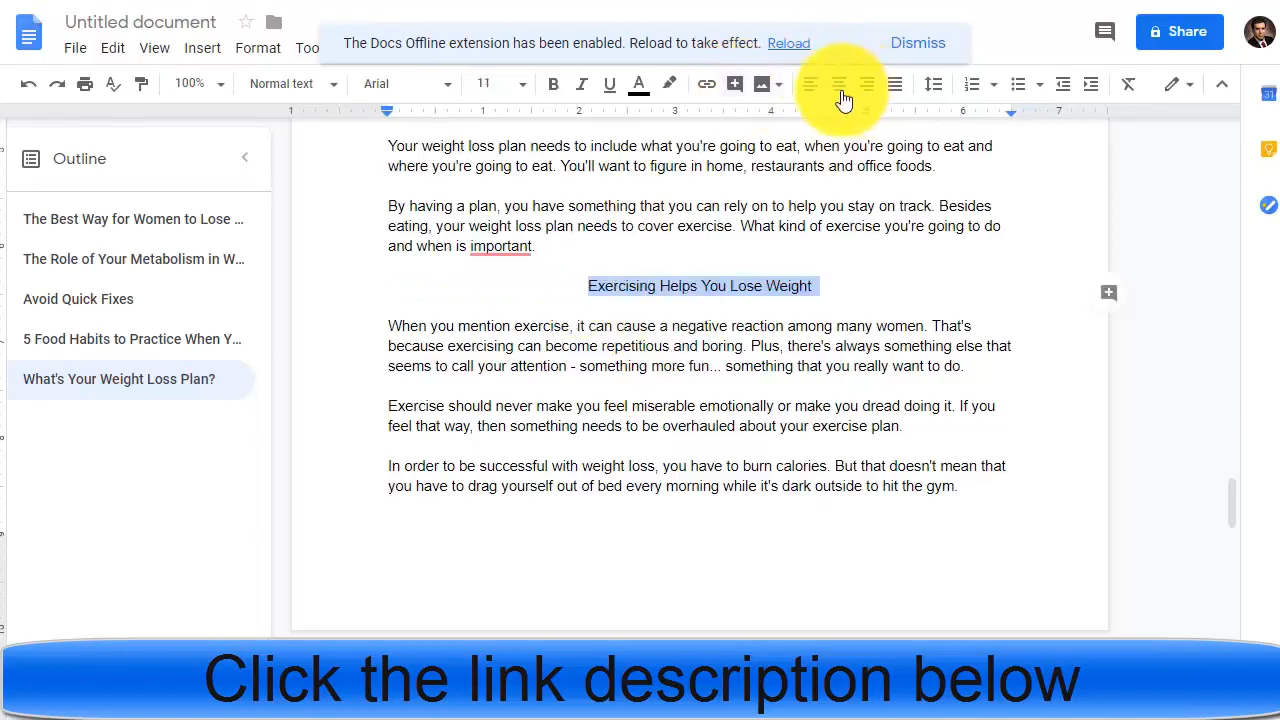 Untitled document
File Edit View Insert Format Too
The Docs Offline extension has been enabled. Reload to take effect. Reload Dismiss
Share
100% Normal text Arial 11 B I U A
1 1 2 3 4 5 6 7
31
Outline
The Best Way for Women to Lose ...
The Role of Your Metabolism in W...
Avoid Quick Fixes
5 Food Habits to Practice When Y...
What's Your Weight Loss Plan?
Your weight loss plan needs to include what you're going to eat, when you're going to eat and
where you're going to eat. You'll want to figure in home, restaurants and office foods.
By having a plan, you have something that you can rely on to help you stay on track. Besides
eating, your weight loss plan needs to cover exercise. What kind of exercise you're going to do
and when is important.
Exercising Helps You Lose Weight
When you mention exercise, it can cause a negative reaction among many women. That's
because exercising can become repetitious and boring. Plus, there's always something else that
seems to call your attention - something more fun... something that you really want to do.
Exercise should never make you feel miserable emotionally or make you dread doing it. If you
feel that way, then something needs to be overhauled about your exercise plan.
In order to be successful with weight loss, you have to burn calories. But that doesn't mean that
you have to drag yourself out of bed every morning while it's dark outside to hit the gym.
Click the link description below